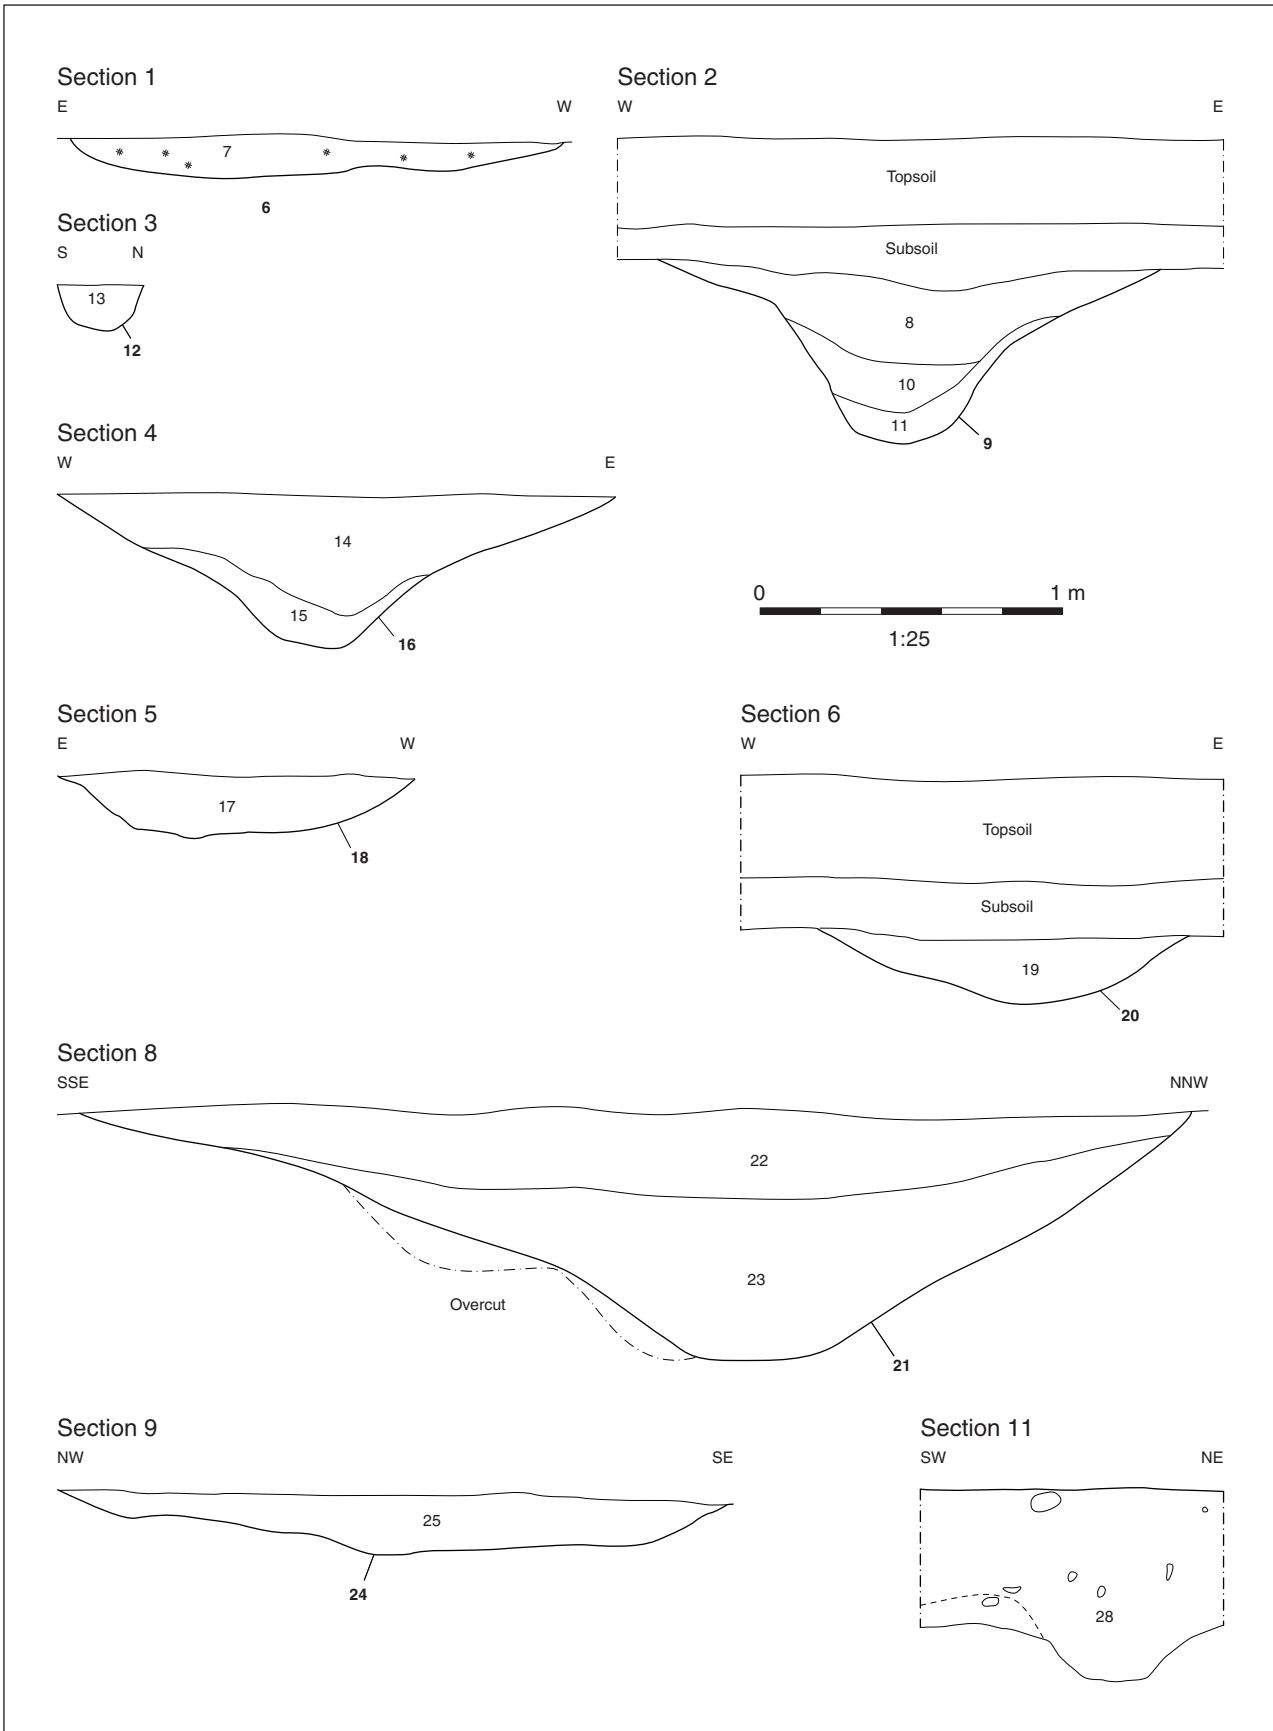 Section 1
E W
7
6
Section 2
W E
Topsoil
Subsoil
8
10
11
9
Section 3
S N
13
12
Section 4
W E
14
15
16
0 1 m
1:25
Section 5
E W
17
18
Section 6
W E
Topsoil
Subsoil
19
20
Section 8
SSE NNW
22
23
Overcut
21
Section 9
NW SE
25
24
Section 11
SW NE
28